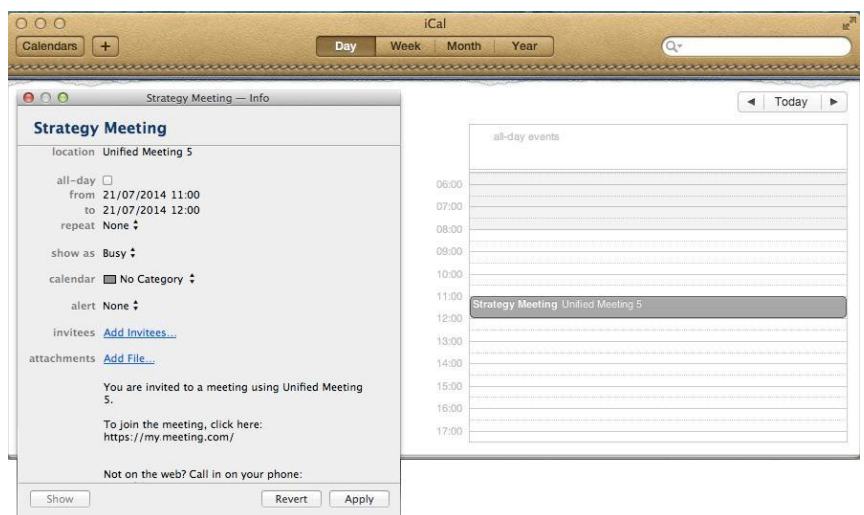 iCal
Calendars +
Day Week Month Year
Strategy Meeting — Info
Today
Strategy Meeting
location Unified Meeting 5
all-day
from 21/07/2014 11:00
to 21/07/2014 12:00
repeat None
show as Busy
calendar No Category
alert None
invitees Add Invitees...
attachments Add File...
You are invited to a meeting using Unified Meeting
5.
To join the meeting, click here:
https://my.meeting.com/
Not on the web? Call in on your phone:
Show Revert Apply
all-day events
06:00
07:00
08:00
09:00
10:00
11:00
Strategy Meeting Unified Meeting 5
12:00
13:00
14:00
15:00
16:00
17:00